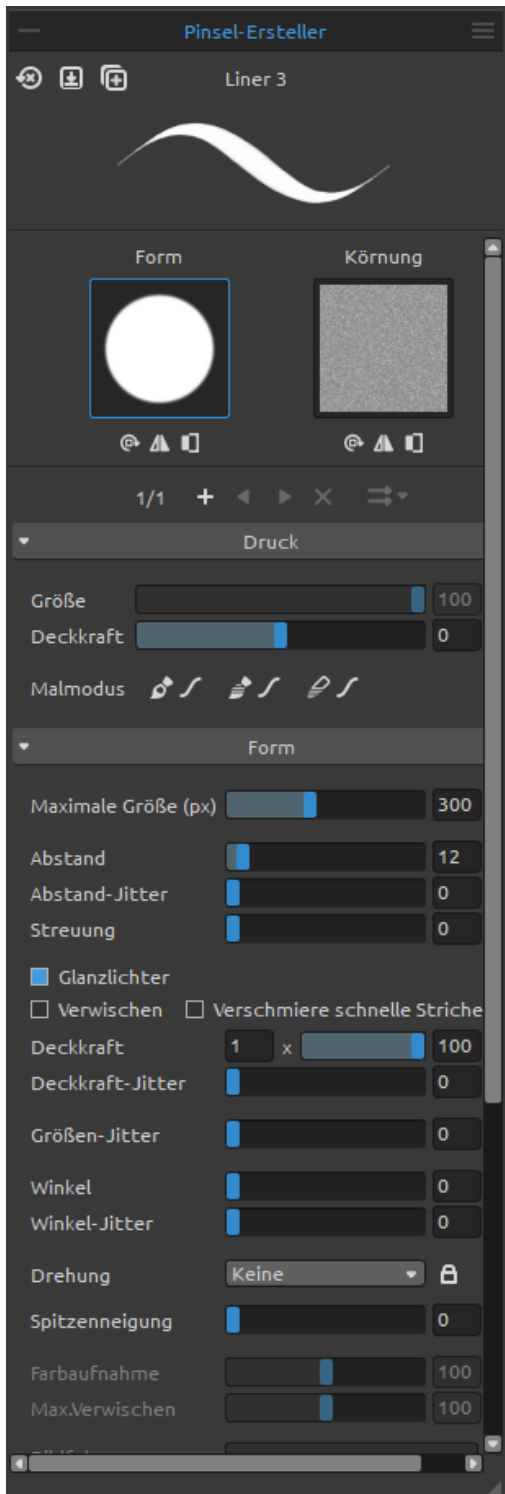 Pinsel-Ersteller
Liner 3
Form Körnung
1/1
Druck
Größe 100
Deckkraft 0
Malmodus
Form
Maximale Größe (px) 300
Abstand 12
Abstand-Jitter 0
Streuung 0
Glanzlichter
Verwischen Verschmiere schnelle Striche
Deckkraft 1 x 100
Deckkraft-Jitter 0
Größen-Jitter 0
Winkel 0
Winkel-Jitter 0
Drehung Keine
Spitzenneigung 0
Farbaufnahme 100
Max.Verwischen 100